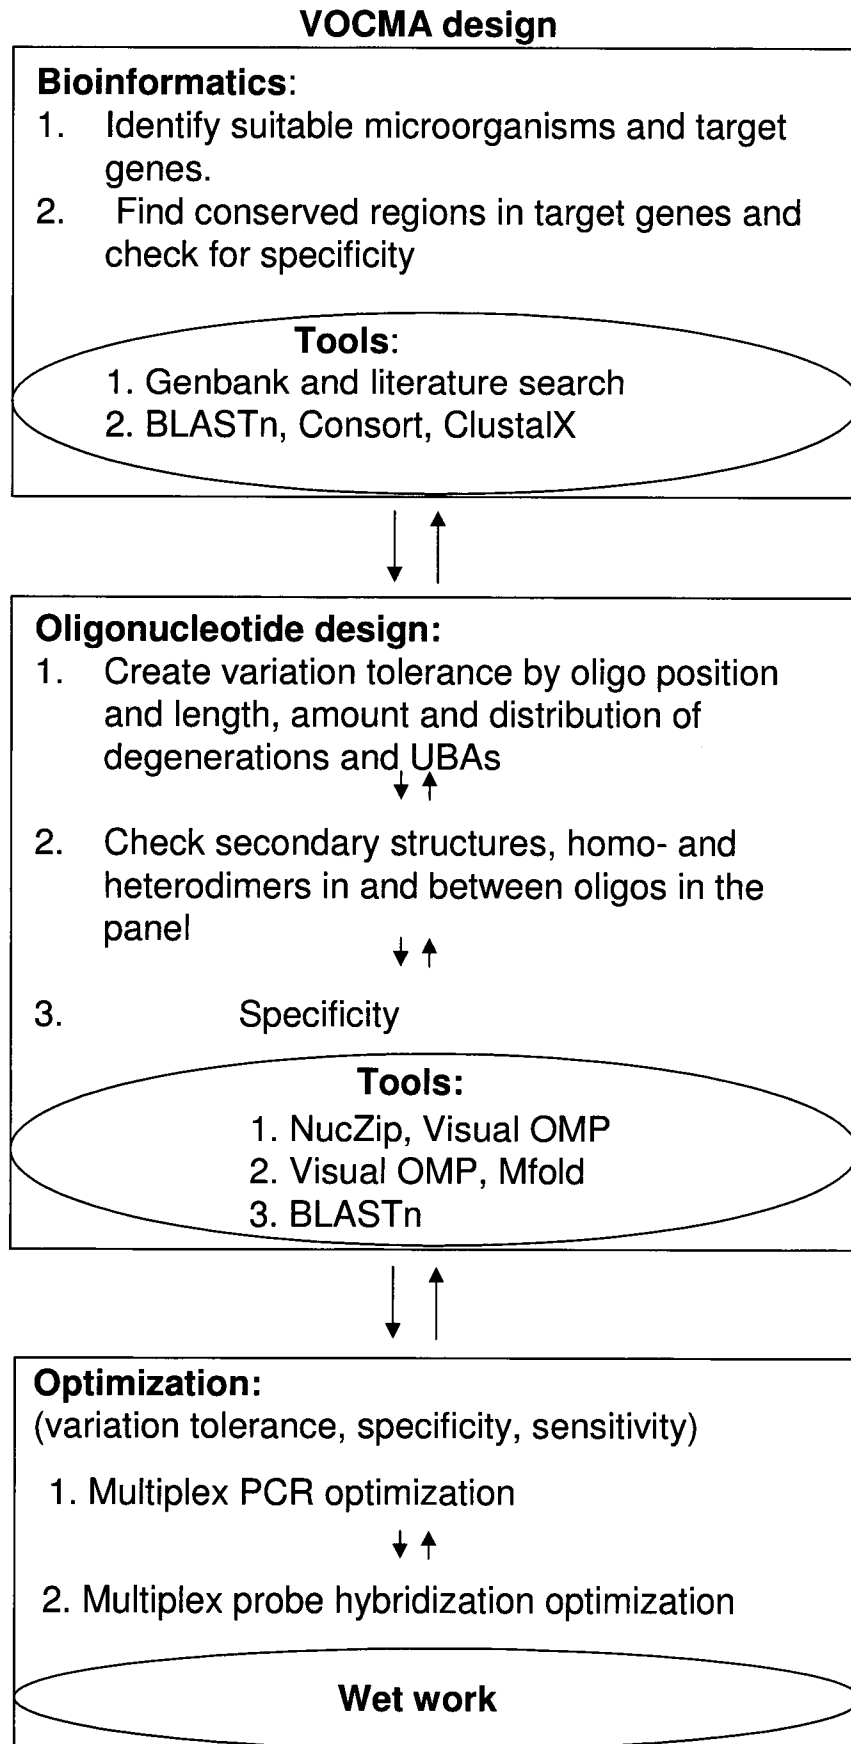 VOCMA design
Bioinformatics:
1. Identify suitable microorganisms and target
genes.
2. Find conserved regions in target genes and
check for specificity
Tools:
1. Genbank and literature search
2. BLASTn, Consort, ClustalX
Oligonucleotide design:
1. Create variation tolerance by oligo position
and length, amount and distribution of
degenerations and UBAs
2. Check secondary structures, homo- and
heterodimers in and between oligos in the
panel
3. Specificity
Tools:
1. NucZip, Visual OMP
2. Visual OMP, Mfold
3. BLASTn
Optimization:
(variation tolerance, specificity, sensitivity)
1. Multiplex PCR optimization
2. Multiplex probe hybridization optimization
Wet work